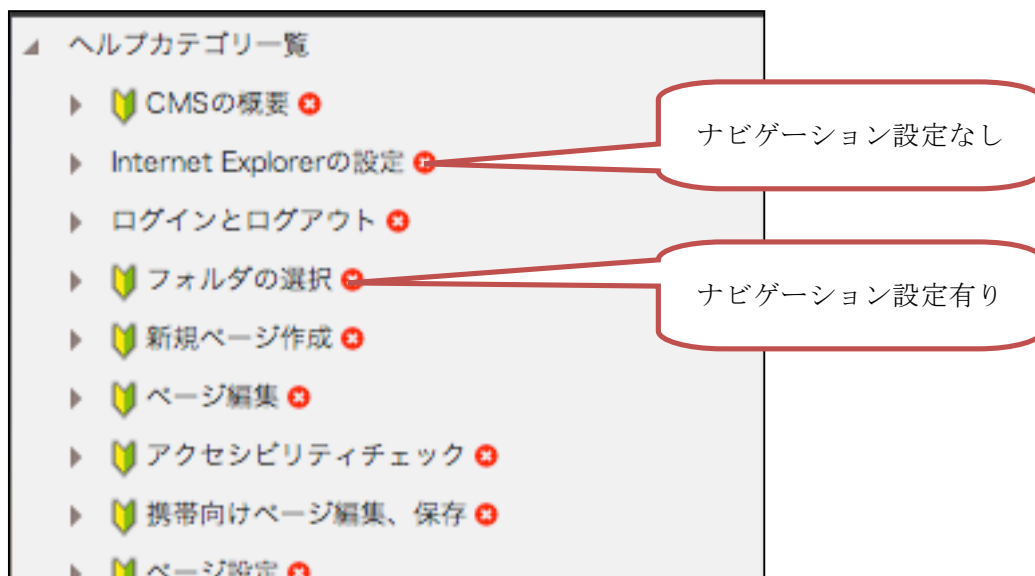 ヘルプカテゴリ一覧
CMSの概要
ナビゲーション設定なし
Internet Explorerの設定
ログインとログアウト
フォルダの選択
ナビゲーション設定有り
新規ページ作成
ページ編集
アクセシビリティチェック
携帯向けページ編集、保存
ページ設定